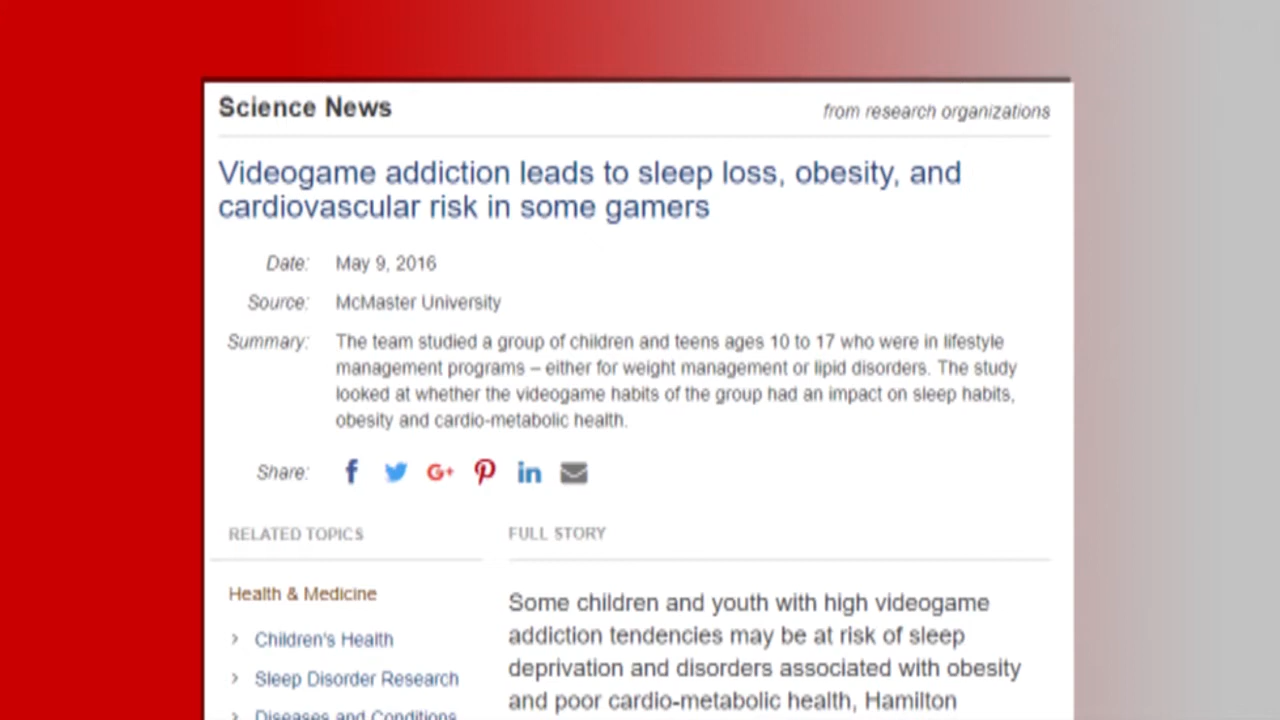 Science News
from research organizations
Videogame addiction leads to sleep loss, obesity, and
cardiovascular risk in some gamers
Date: May 9, 2016
Source: McMaster University
Summary: The team studied a group of children and teens ages 10 to 17 who were in lifestyle
management programs – either for weight management or lipid disorders. The study
looked at whether the videogame habits of the group had an impact on sleep habits,
obesity and cardio-metabolic health.
Share: f G+ in
RELATED TOPICS
Health & Medicine
Children's Health
Sleep Disorder Research
Diseases and Conditions
FULL STORY
Some children and youth with high videogame
addiction tendencies may be at risk of sleep
deprivation and disorders associated with obesity
and poor cardio-metabolic health, Hamilton